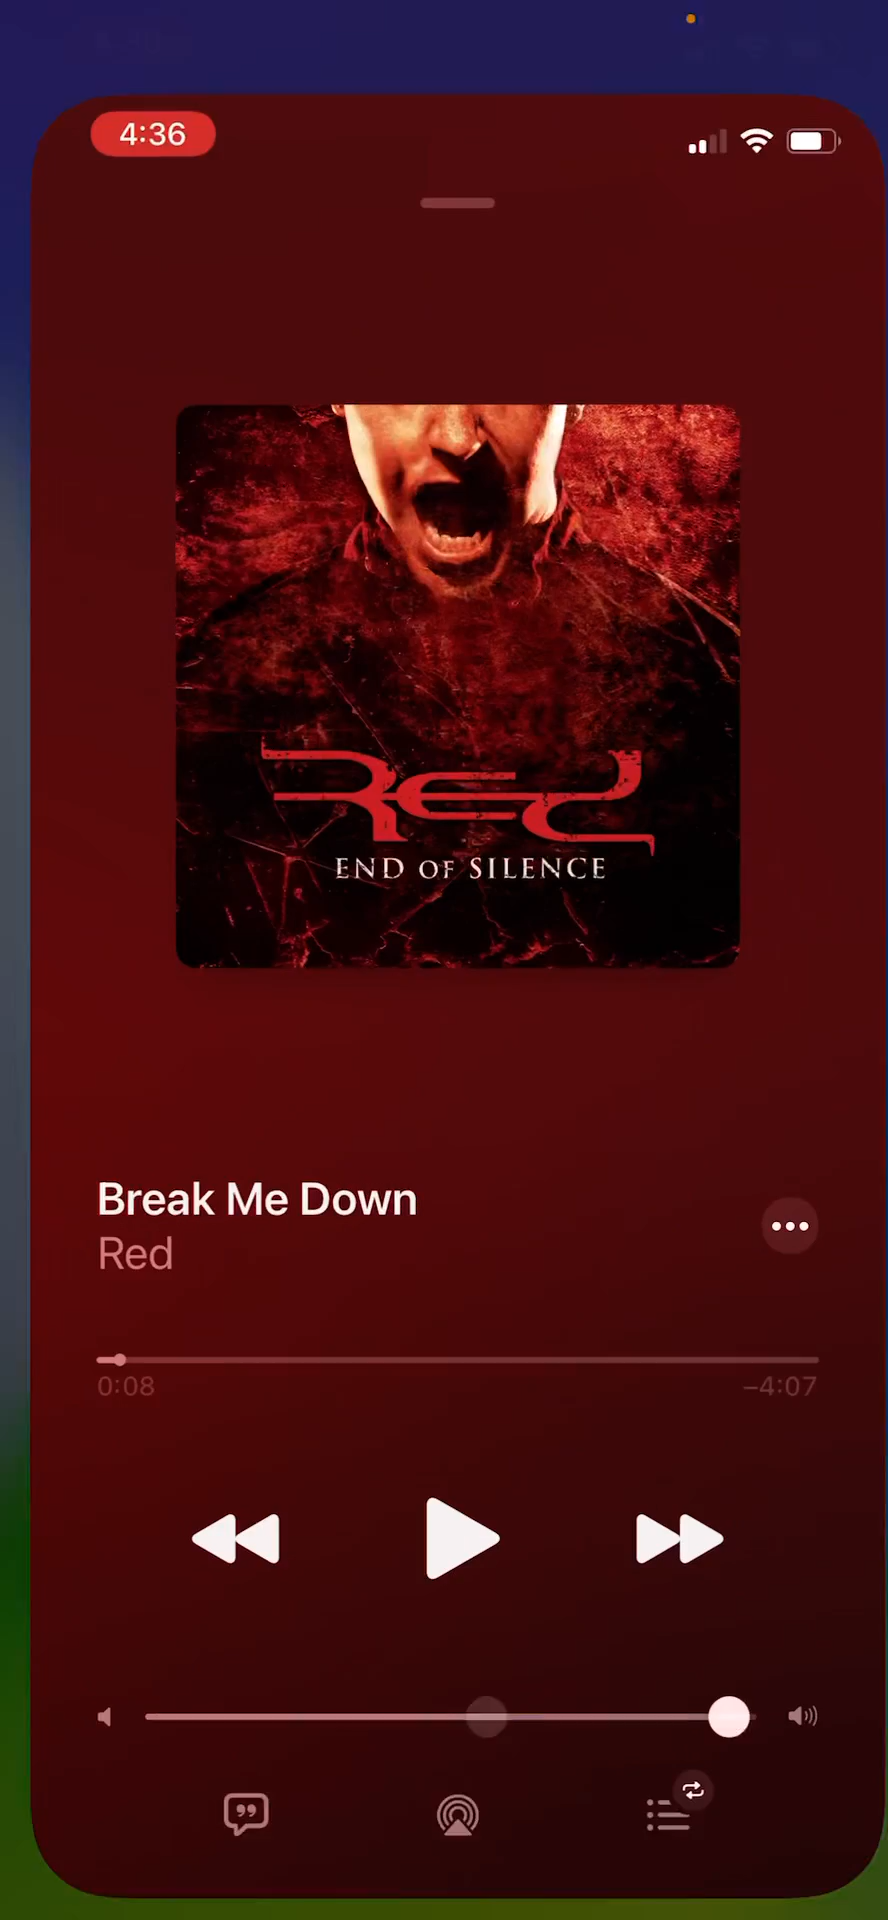 4:36
RED
END OF SILENCE
Break Me Down
Red
0:08
–4:07